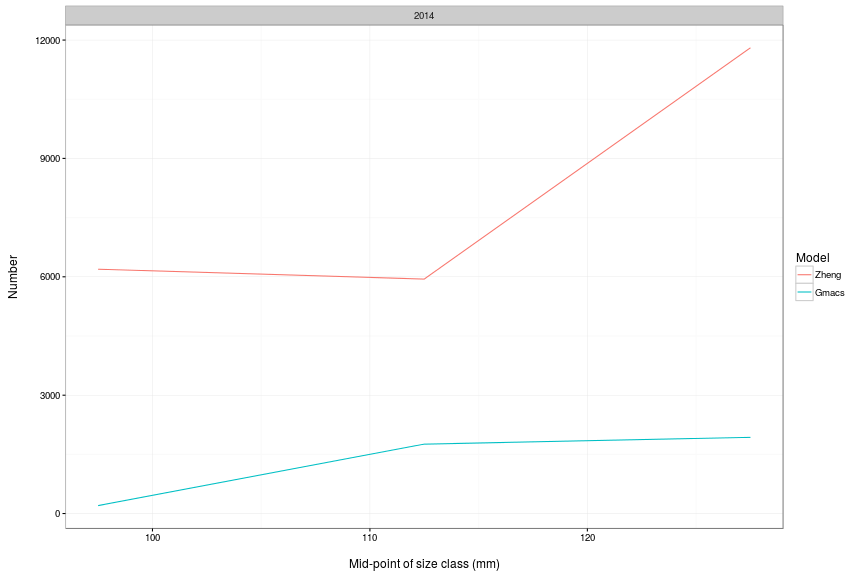 2014
12000
9000
6000
3000
0
Number
100
110
120
Mid-point of size class (mm)
Model
Zheng
Gmacs